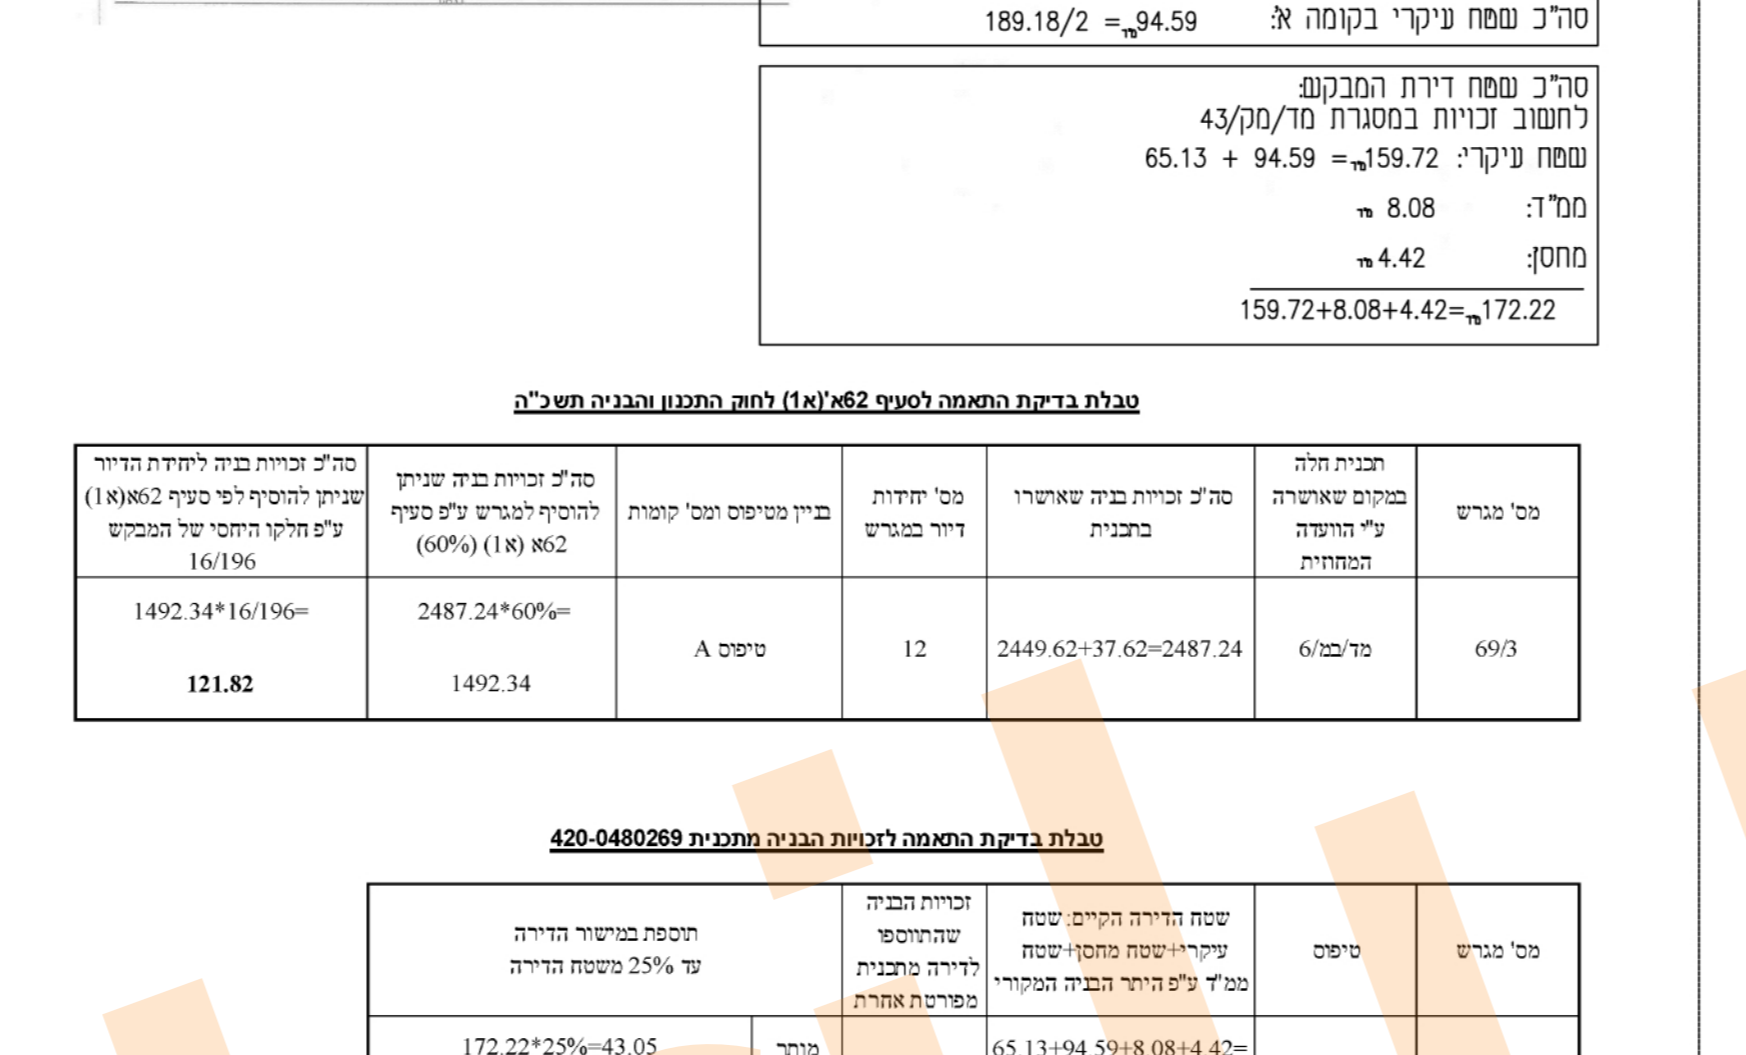 סה"כ שטח עיקרי בקומה א': 189.18/2 =מ"ר94.59
סה"כ שטח דירת המבקש:
לחשוב זכויות במסגרת מד/מק/43
שטח עיקרי: 65.13 + 94.59 =מ"ר159.72
ממ"ד: 8.08 מ"ר
מחסן: 4.42 מ"ר
159.72+8.08+4.42=מ"ר172.22
טבלת בדיקת התאמה לסעיף 62א'(א1) לחוק התכנון והבניה תשכ"ה
מס' מגרש
תכנית חלה
במקום שאושרה
ע"י הוועדה
המחוזית
סה"כ זכויות בניה שאושרו
בתכנית
מס' יחידות
דיור במגרש
בניין מטיפוס ומס' קומות
סה"כ זכויות בניה שניתן
להוסיף למגרש ע"פ סעיף
62א (א1) (60%)
סה"כ זכויות בניה ליחידת הדיור
שניתן להוסיף לפי סעיף 62א(א1)
ע"פ חלקו היחסי של המבקש
16/196
69/3
מד/במ/6
2449.62+37.62=2487.24
12
טיפוס A
2487.24*60%=
1492.34
1492.34*16/196=
121.82
טבלת בדיקת התאמה לזכויות הבניה מתכנית 420-0480269
מס' מגרש
טיפוס
שטח הדירה הקיים: שטח
עיקרי+שטח מחסן+שטח
ממ"ד ע"פ היתר הבניה המקורי
זכויות הבניה
שהתווספו
לדירה מתכנית
מפורטת אחרת
תוספת במישור הדירה
עד 25% משטח הדירה
65.13+94.59+8.08+4.42=
מותר
172.22*25%=43.05